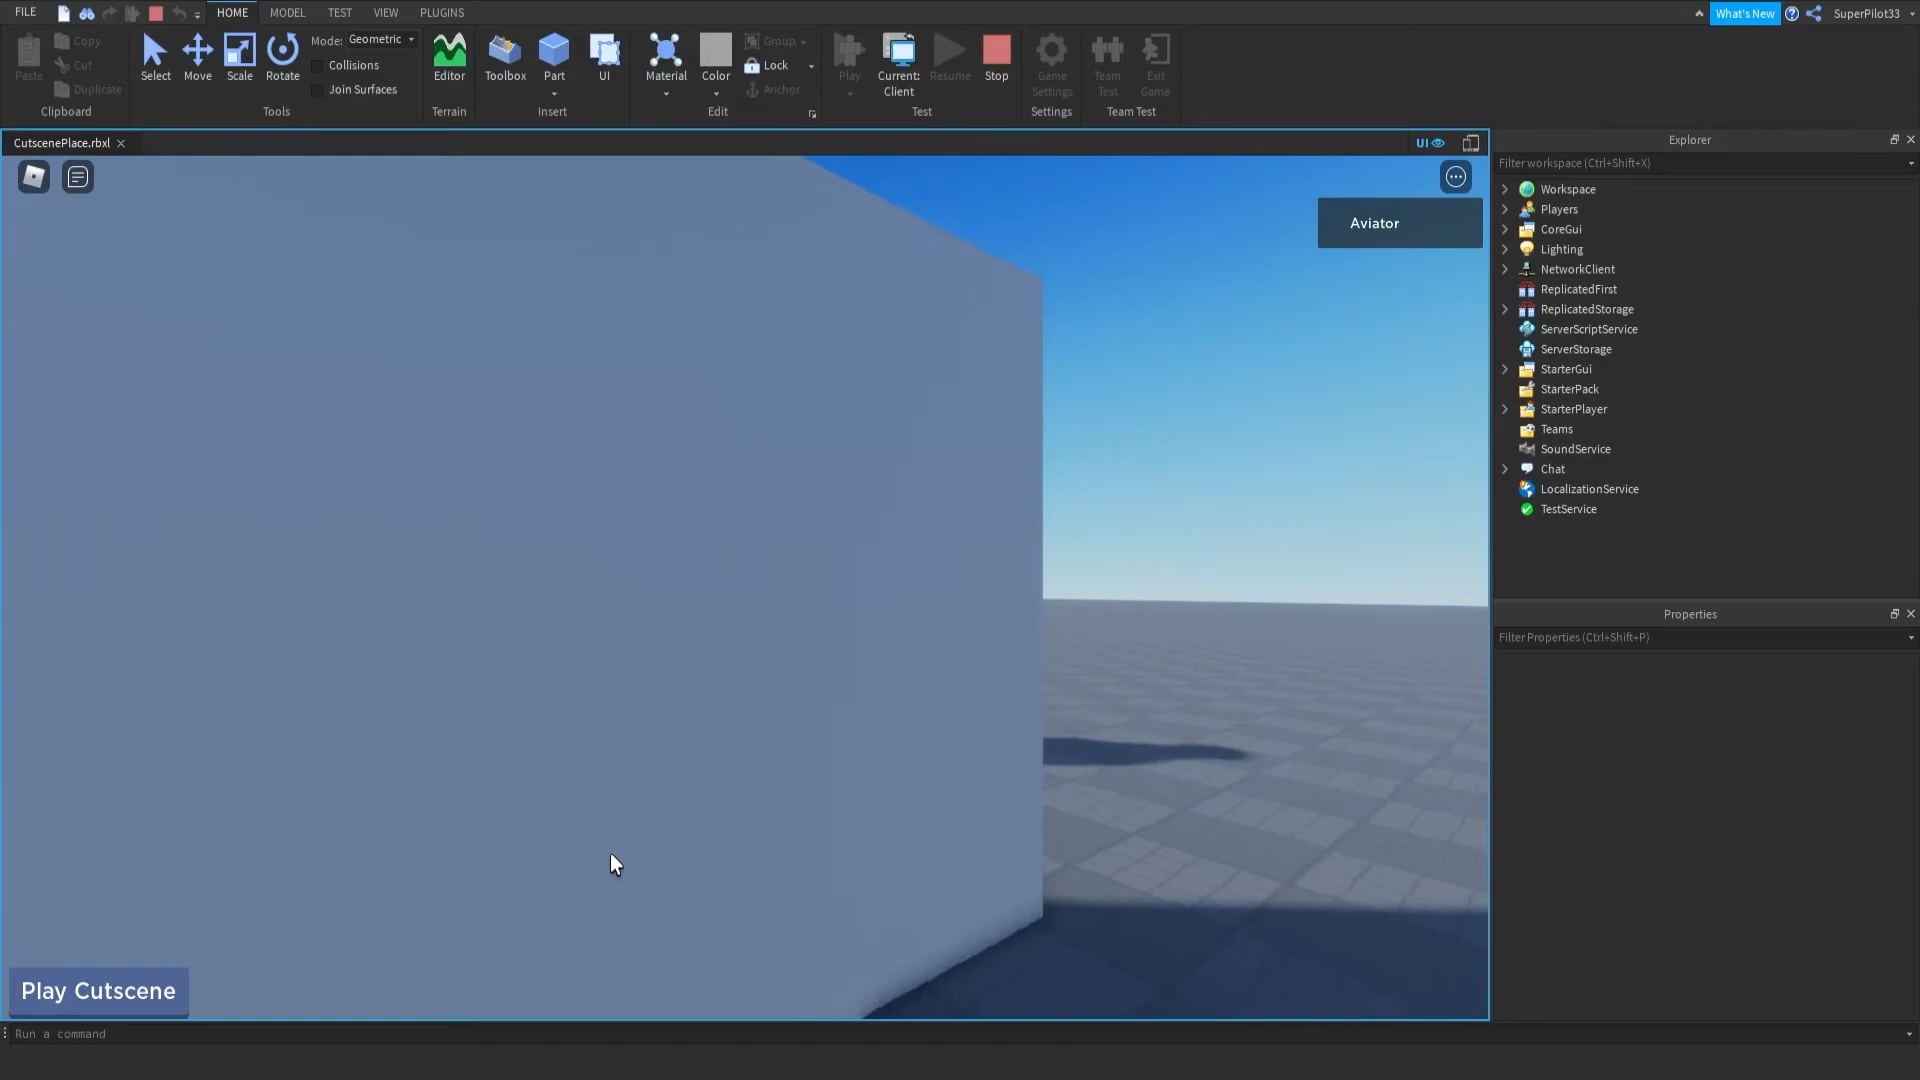 FILE HOME MODEL TEST VIEW PLUGINS What's New SuperPilot33
Paste Copy Cut Duplicate Clipboard
Select Move Scale Rotate Mode: Geometric Collisions Join Surfaces Tools
Editor Terrain
Toolbox Part UI Insert
Material Color Group Lock Anchor Edit
Play Current: Client Resume Stop Test
Game Settings Settings
Team Test Exit Game Team Test
CutscenePlace.rbxl UI
Aviator
Play Cutscene
Run a command
Explorer
Filter workspace (Ctrl+Shift+X)
Workspace
Players
CoreGui
Lighting
NetworkClient
ReplicatedFirst
ReplicatedStorage
ServerScriptService
ServerStorage
StarterGui
StarterPack
StarterPlayer
Teams
SoundService
Chat
LocalizationService
TestService
Properties
Filter Properties (Ctrl+Shift+P)